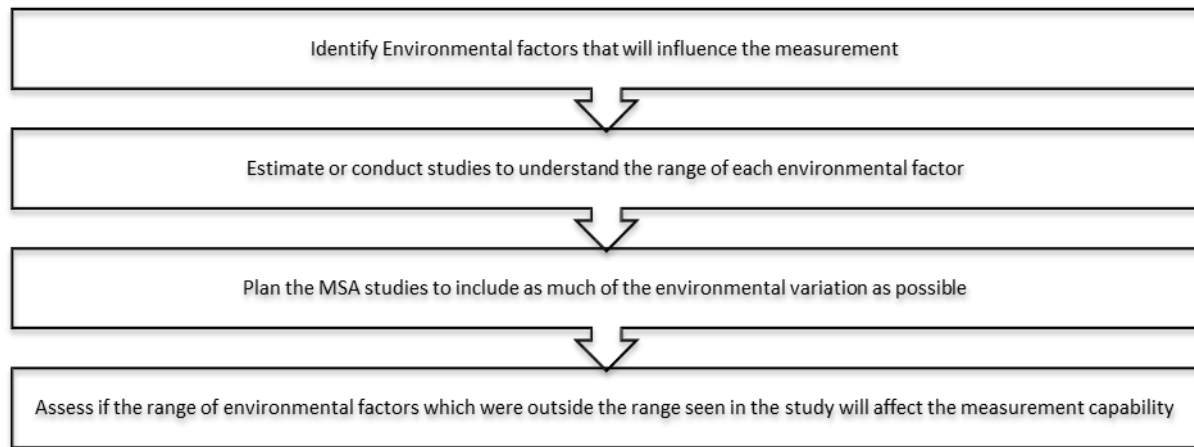 Identify Environmental factors that will influence the measurement
Estimate or conduct studies to understand the range of each environmental factor
Plan the MSA studies to include as much of the environmental variation as possible
Assess if the range of environmental factors which were outside the range seen in the study will affect the measurement capability